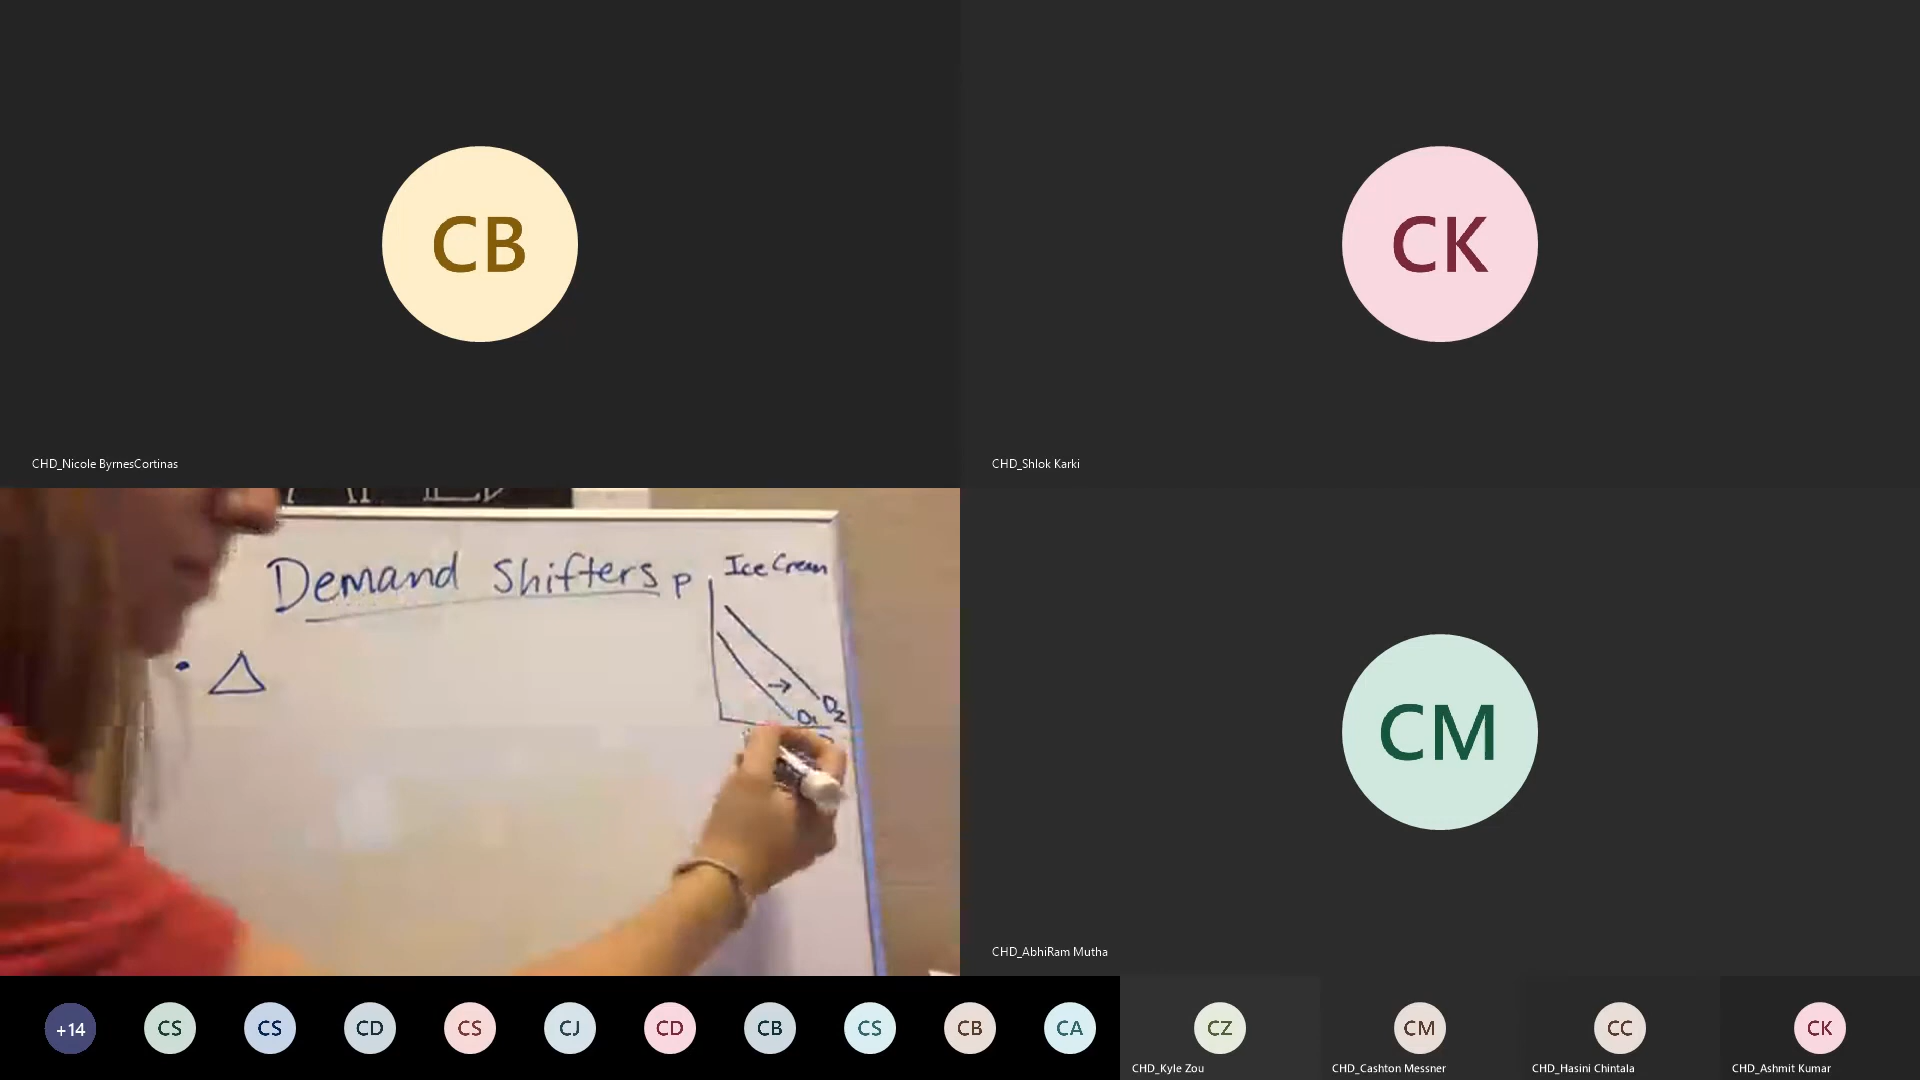 CB
CK
CHD_Nicole ByrnesCortinas
CHD_Shlok Karki
Demand Shifters
P
Ice Cream
D₁
D₂
CM
CHD_AbhiRam Mutha
+14
CS
CS
CD
CS
CJ
CD
CB
CS
CB
CA
CZ
CM
CC
CK
CHD_Kyle Zou
CHD_Cashton Messner
CHD_Hasini Chintala
CHD_Ashmit Kumar